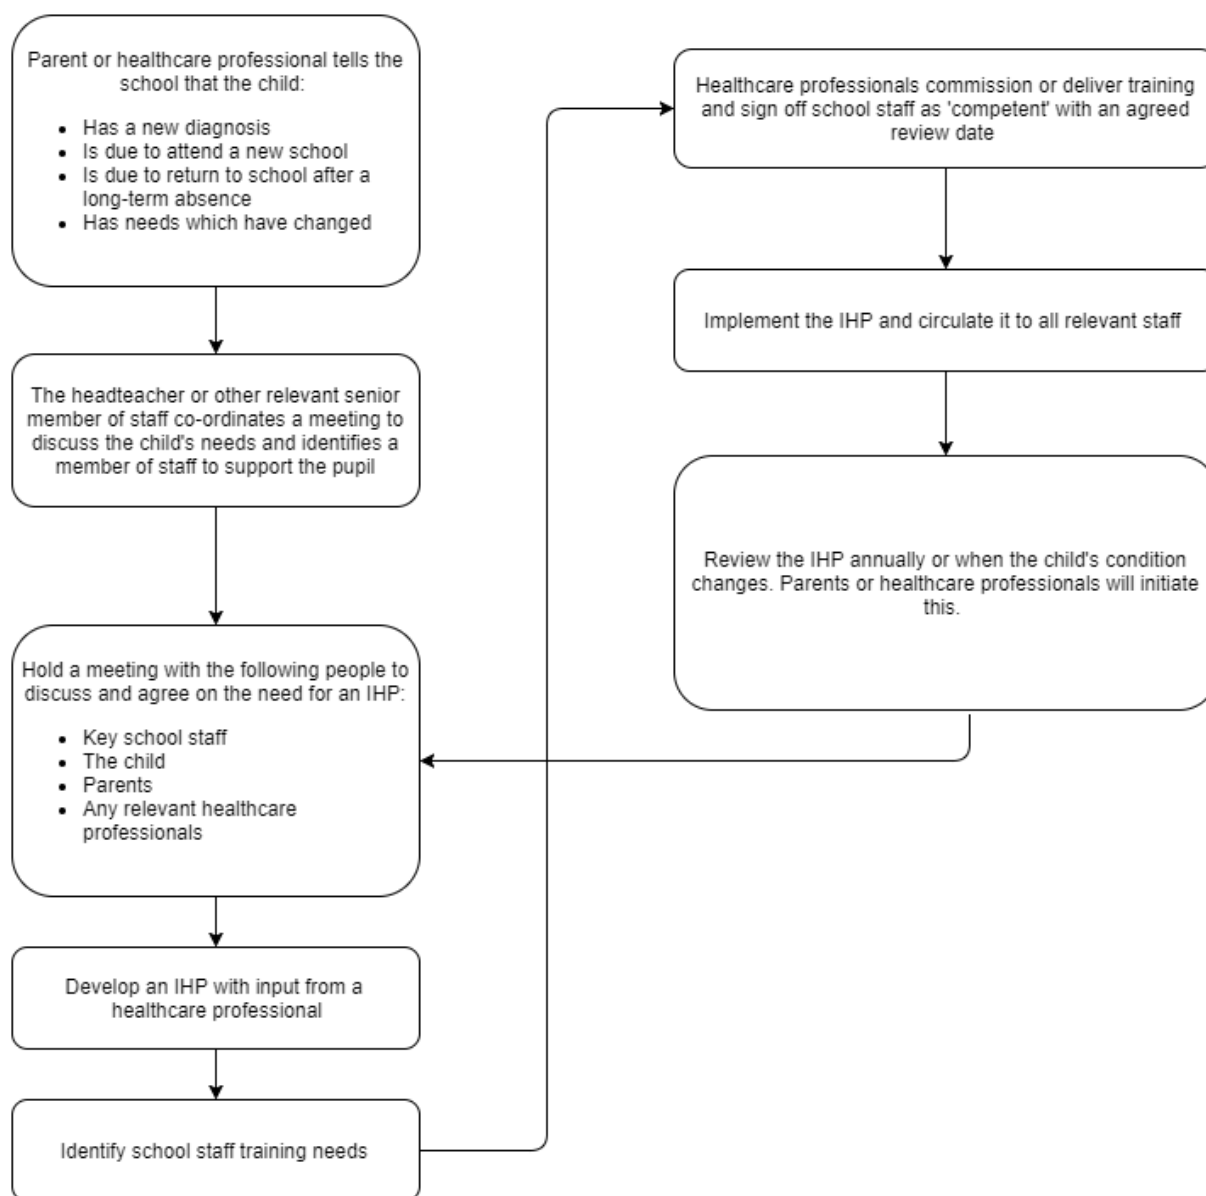 Parent or healthcare professional tells the
school that the child:
• Has a new diagnosis
• Is due to attend a new school
• Is due to return to school after a
long-term absence
• Has needs which have changed
The headteacher or other relevant senior
member of staff co-ordinates a meeting to
discuss the child's needs and identifies a
member of staff to support the pupil
Hold a meeting with the following people to
discuss and agree on the need for an IHP:
• Key school staff
• The child
• Parents
• Any relevant healthcare
professionals
Develop an IHP with input from a
healthcare professional
Identify school staff training needs
Healthcare professionals commission or deliver training
and sign off school staff as 'competent' with an agreed
review date
Implement the IHP and circulate it to all relevant staff
Review the IHP annually or when the child's condition
changes. Parents or healthcare professionals will initiate
this.